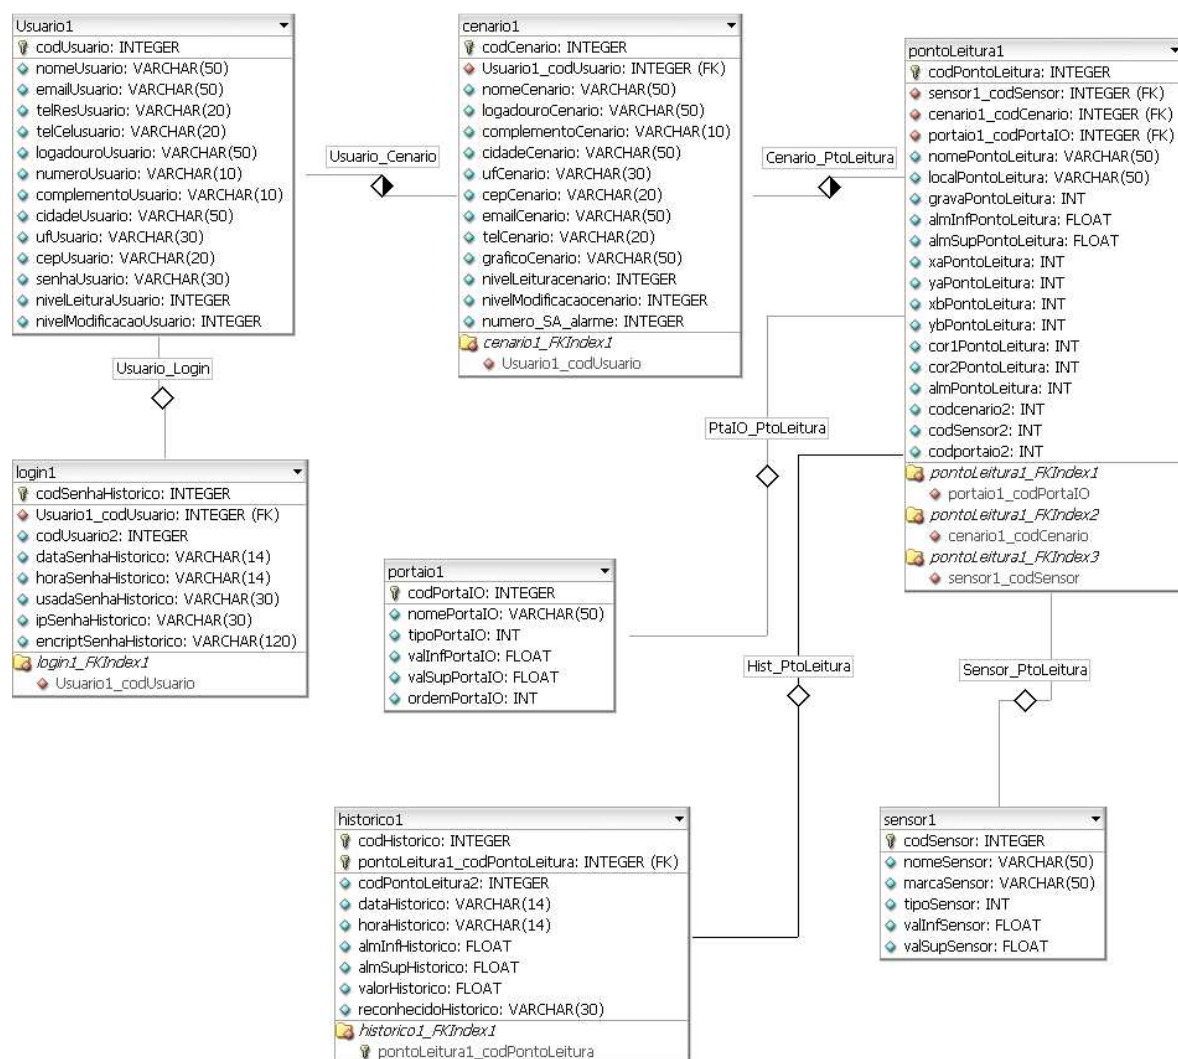 Usuario1
codUsuario: INTEGER
nomeUsuario: VARCHAR(50)
emailUsuario: VARCHAR(50)
telResUsuario: VARCHAR(20)
telCelusuario: VARCHAR(20)
logadouroUsuario: VARCHAR(50)
numeroUsuario: VARCHAR(10)
complementoUsuario: VARCHAR(10)
cidadeUsuario: VARCHAR(50)
ufUsuario: VARCHAR(30)
cepUsuario: VARCHAR(20)
senhaUsuario: VARCHAR(30)
nivelLeituraUsuario: INTEGER
nivelModificacaoUsuario: INTEGER
Usuario_Cenario
cenario1
codCenario: INTEGER
Usuario1_codUsuario: INTEGER (FK)
nomeCenario: VARCHAR(50)
logadouroCenario: VARCHAR(50)
complementoCenario: VARCHAR(10)
cidadeCenario: VARCHAR(50)
ufCenario: VARCHAR(30)
cepCenario: VARCHAR(20)
emailCenario: VARCHAR(50)
telCenario: VARCHAR(20)
graficoCenario: VARCHAR(50)
nivelLeituracenario: INTEGER
nivelModificacaocenario: INTEGER
numero_SA_alarme: INTEGER
cenario1_FKIndex1
Usuario1_codUsuario
Cenario_PtoLeitura
pontoLeitura1
codPontoLeitura: INTEGER
sensor1_codSensor: INTEGER (FK)
cenario1_codCenario: INTEGER (FK)
portaio1_codPortaIO: INTEGER (FK)
nomePontoLeitura: VARCHAR(50)
localPontoLeitura: VARCHAR(50)
gravaPontoLeitura: INT
almInfPontoLeitura: FLOAT
almSupPontoLeitura: FLOAT
xaPontoLeitura: INT
yaPontoLeitura: INT
xbPontoLeitura: INT
ybPontoLeitura: INT
cor1PontoLeitura: INT
cor2PontoLeitura: INT
almPontoLeitura: INT
codcenario2: INT
codSensor2: INT
codportaio2: INT
pontoLeitura1_FKIndex1
portaio1_codPortaIO
pontoLeitura1_FKIndex2
cenario1_codCenario
pontoLeitura1_FKIndex3
sensor1_codSensor
Usuario_Login
login1
codSenhaHistorico: INTEGER
Usuario1_codUsuario: INTEGER (FK)
codUsuario2: INTEGER
dataSenhaHistorico: VARCHAR(14)
horaSenhaHistorico: VARCHAR(14)
usadaSenhaHistorico: VARCHAR(30)
ipSenhaHistorico: VARCHAR(30)
encriptSenhaHistorico: VARCHAR(120)
login1_FKIndex1
Usuario1_codUsuario
PtaIO_PtoLeitura
portaio1
codPortaIO: INTEGER
nomePortaIO: VARCHAR(50)
tipoPortaIO: INT
valInfPortaIO: FLOAT
valSupPortaIO: FLOAT
ordemPortaIO: INT
Hist_PtoLeitura
Sensor_PtoLeitura
historico1
codHistorico: INTEGER
pontoLeitura1_codPontoLeitura: INTEGER (FK)
codPontoLeitura2: INTEGER
dataHistorico: VARCHAR(14)
horaHistorico: VARCHAR(14)
almInfHistorico: FLOAT
almSupHistorico: FLOAT
valorHistorico: FLOAT
reconhecidoHistorico: VARCHAR(30)
historico1_FKIndex1
pontoLeitura1_codPontoLeitura
sensor1
codSensor: INTEGER
nomeSensor: VARCHAR(50)
marcaSensor: VARCHAR(50)
tipoSensor: INT
valInfSensor: FLOAT
valSupSensor: FLOAT